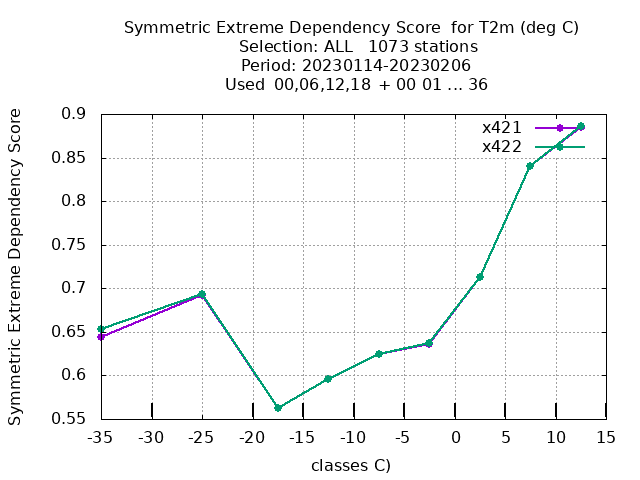 Symmetric Extreme Dependency Score  for T2m (deg C)
Selection: ALL   1073 stations
Period: 20230114-20230206
Used  00,06,12,18  + 00 01 ... 36
Symmetric Extreme Dependency Score
0.9
0.85
0.8
0.75
0.7
0.65
0.6
0.55
x421
x422
-35 -30 -25 -20 -15 -10 -5 0 5 10 15
classes C)